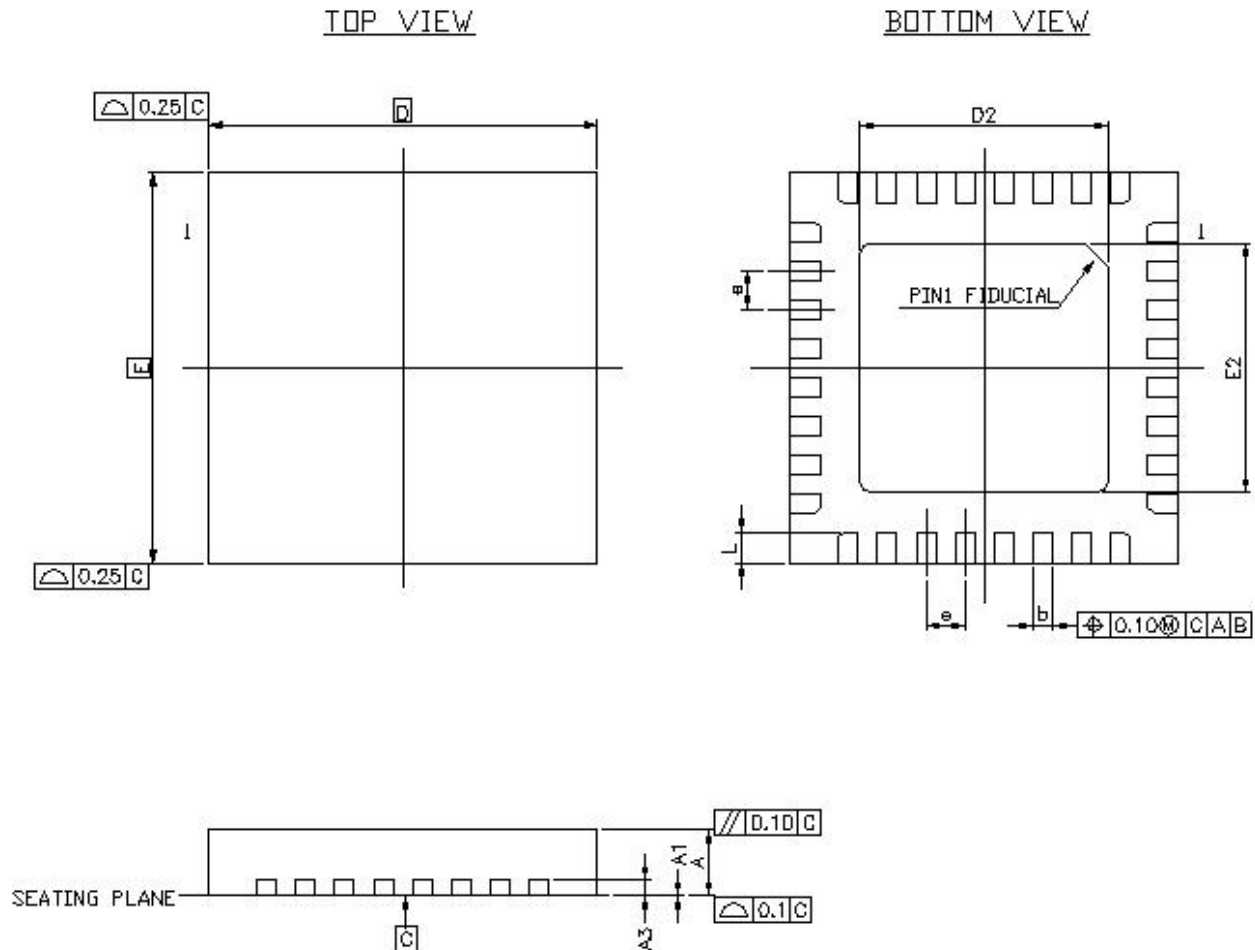 TOP VIEW
BOTTOM VIEW
⌓ 0.25 C
D
D2
1
1
e
PIN1 FIDUCIAL
E
E2
⌓ 0.25 C
L
e
b
⌖ 0.10Ⓜ C A B
// 0.10 C
A1
A
SEATING PLANE
⌓ 0.1 C
C
A3